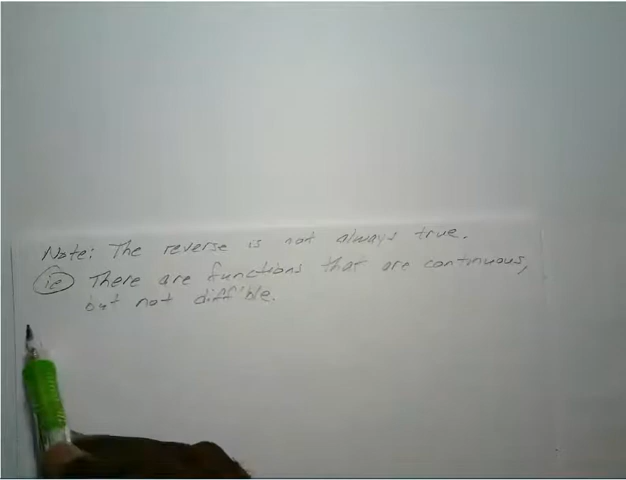 Note: The reverse is not always true.
ie There are functions that are continuous,
but not diff'ble.